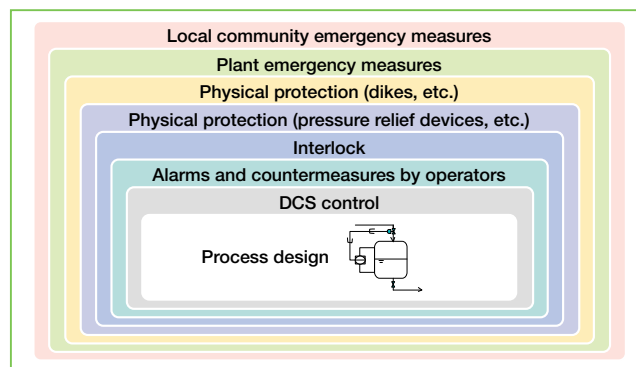 Local community emergency measures
Plant emergency measures
Physical protection (dikes, etc.)
Physical protection (pressure relief devices, etc.)
Interlock
Alarms and countermeasures by operators
DCS control
Process design